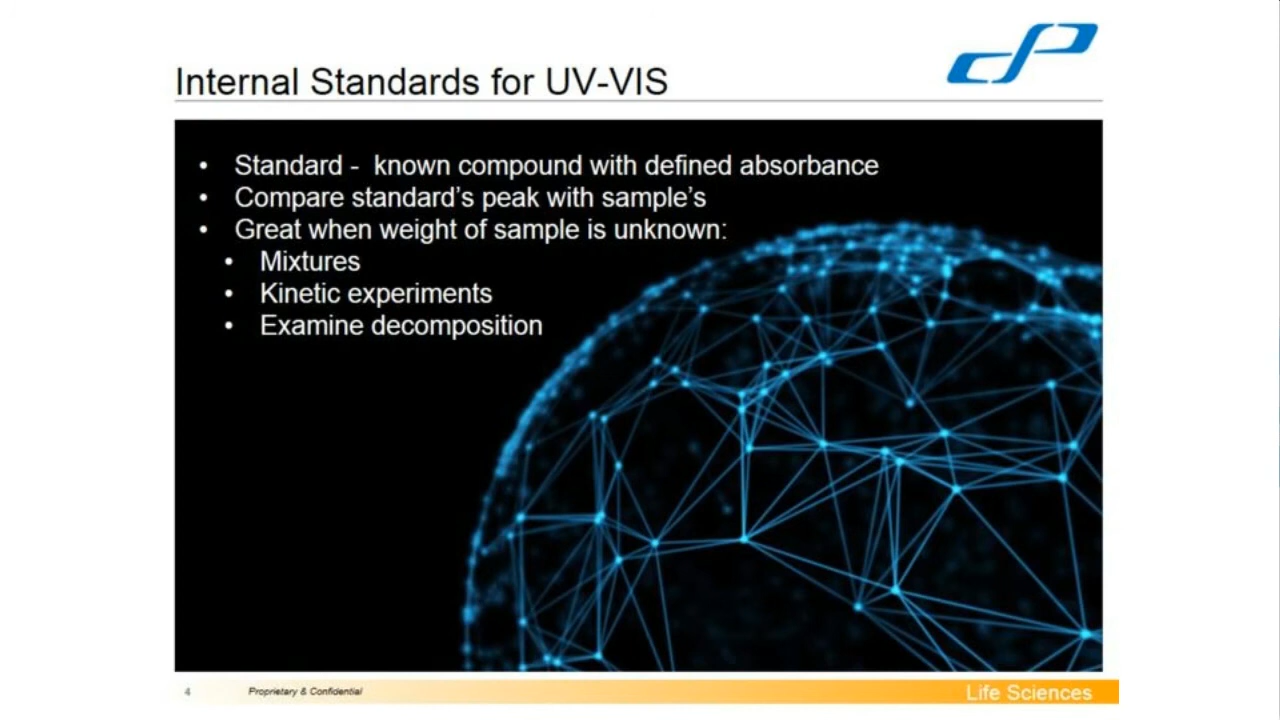 Internal Standards for UV-VIS
• Standard -  known compound with defined absorbance
• Compare standard's peak with sample's
• Great when weight of sample is unknown:
• Mixtures
• Kinetic experiments
• Examine decomposition
4 Proprietary & Confidential Life Sciences